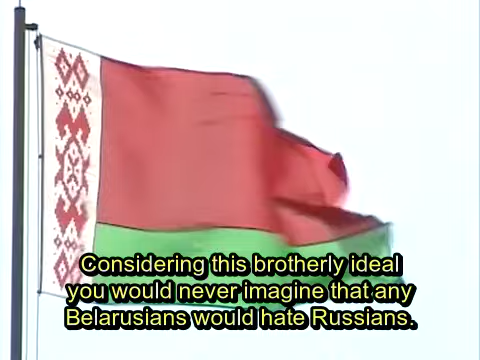 Considering this brotherly ideal
you would never imagine that any
Belarusians would hate Russians.